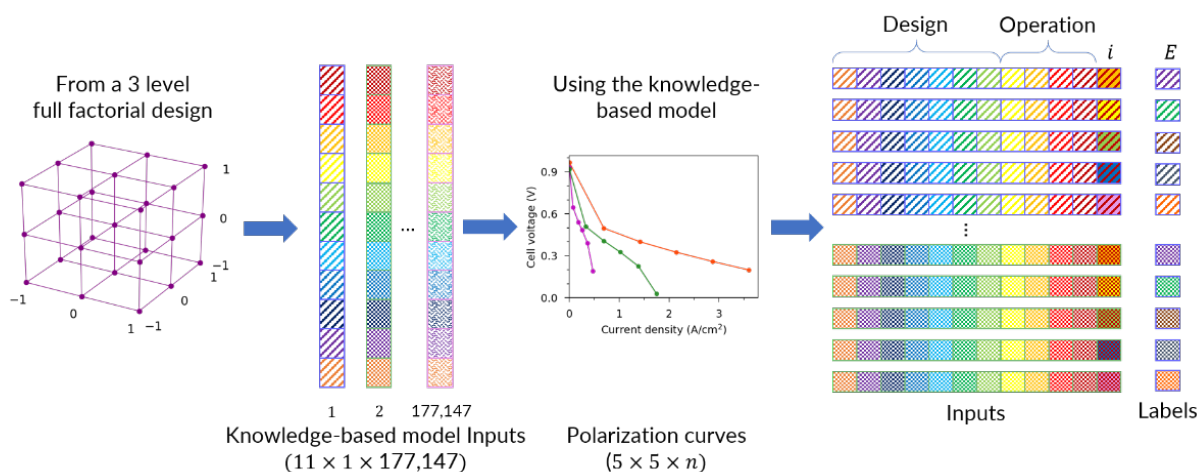 From a 3 level
full factorial design
1
0
−1
1
0
−1
−1
0
1
1
2
...
177,147
Knowledge-based model Inputs
(11 × 1 × 177,147)
Using the knowledge-
based model
Cell voltage (V)
0.9
0.6
0.3
0.0
0
1
2
3
Current density (A/cm²)
Polarization curves
(5 × 5 × n)
Design
Operation
i
E
⋮
Inputs
Labels